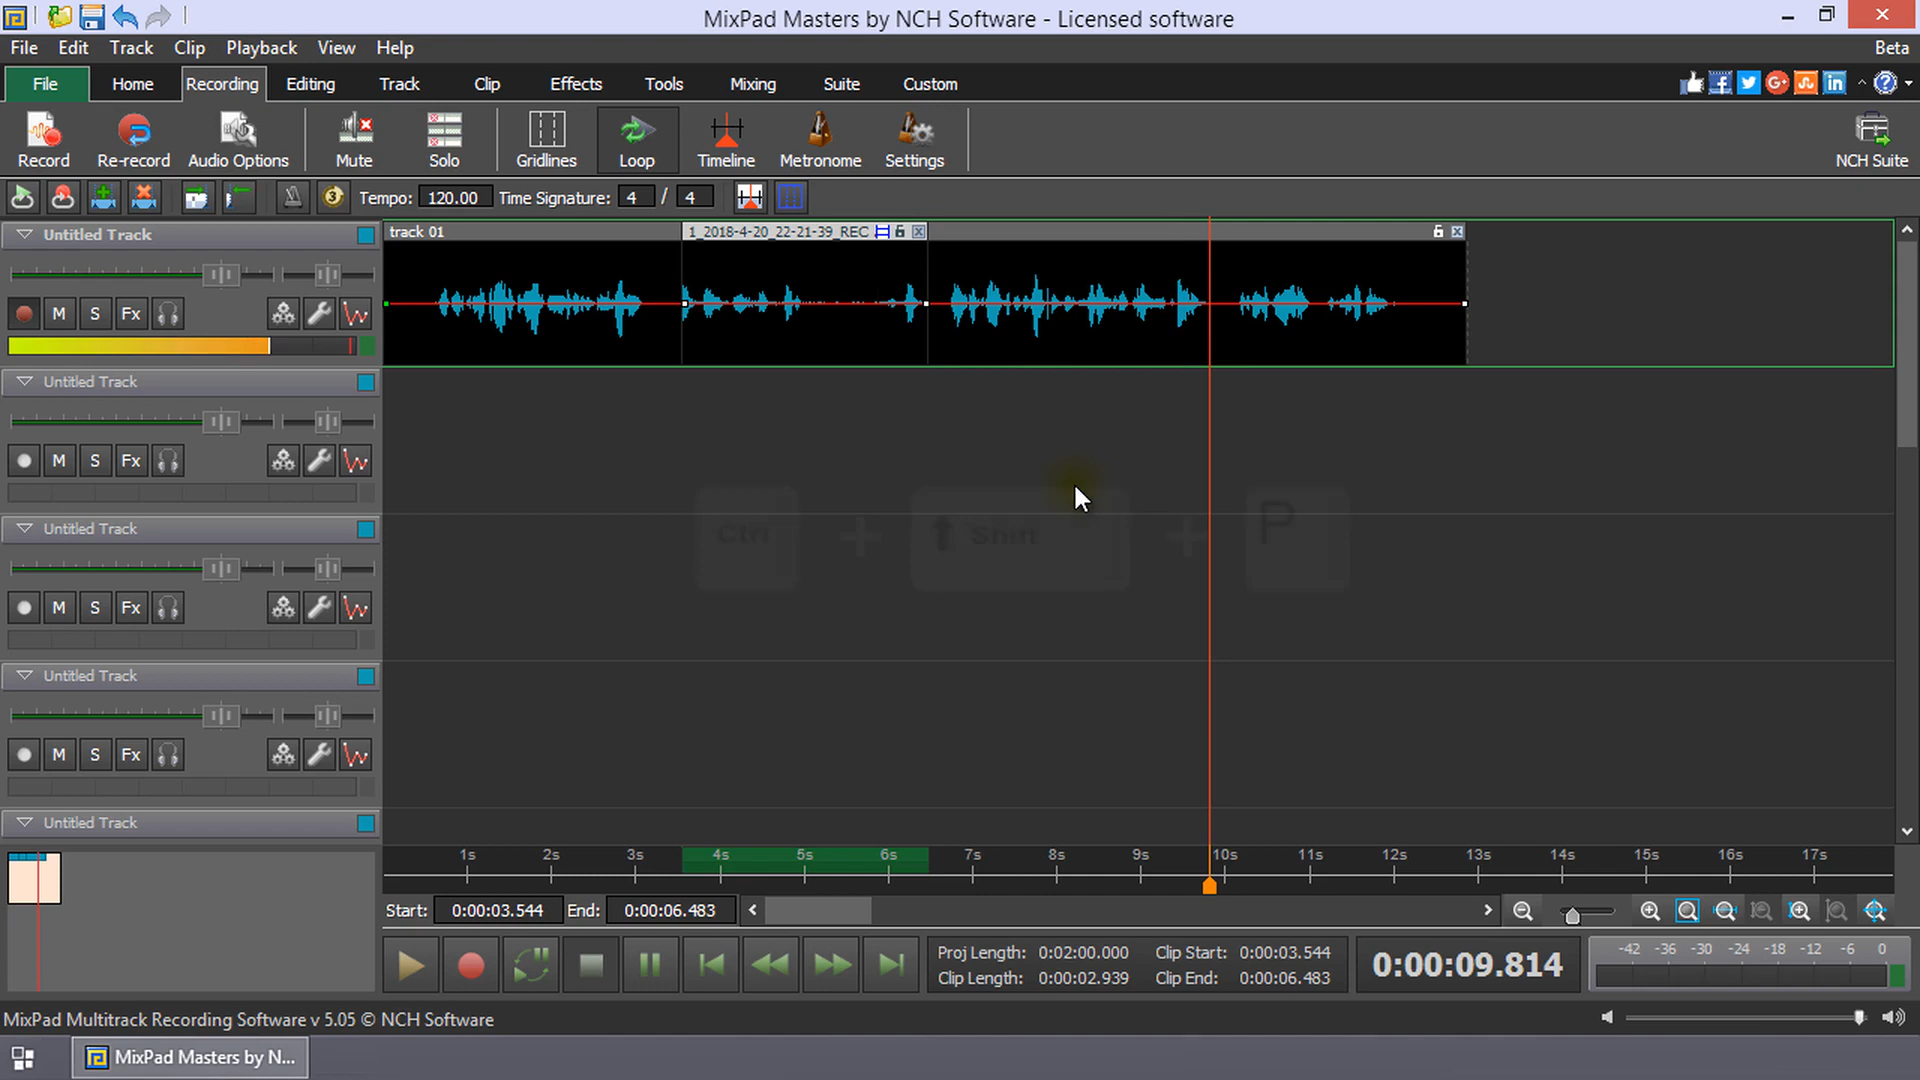 MixPad Masters by NCH Software - Licensed software
File Edit Track Clip Playback View Help Beta
File Home Recording Editing Track Clip Effects Tools Mixing Suite Custom
Record Re-record Audio Options Mute Solo Gridlines Loop Timeline Metronome Settings NCH Suite
Tempo: 120.00 Time Signature: 4 / 4
Untitled Track track 01 1_2018-4-20_22-21-39_REC
M S Fx
Untitled Track
M S Fx
Ctrl + Shift + P
Untitled Track
M S Fx
Untitled Track
M S Fx
Untitled Track
1s 2s 3s 4s 5s 6s 7s 8s 9s 10s 11s 12s 13s 14s 15s 16s 17s
Start: 0:00:03.544 End: 0:00:06.483
Proj Length: 0:02:00.000 Clip Start: 0:00:03.544
Clip Length: 0:00:02.939 Clip End: 0:00:06.483
0:00:09.814
-42 -36 -30 -24 -18 -12 -6 0
MixPad Multitrack Recording Software v 5.05 © NCH Software
MixPad Masters by N...